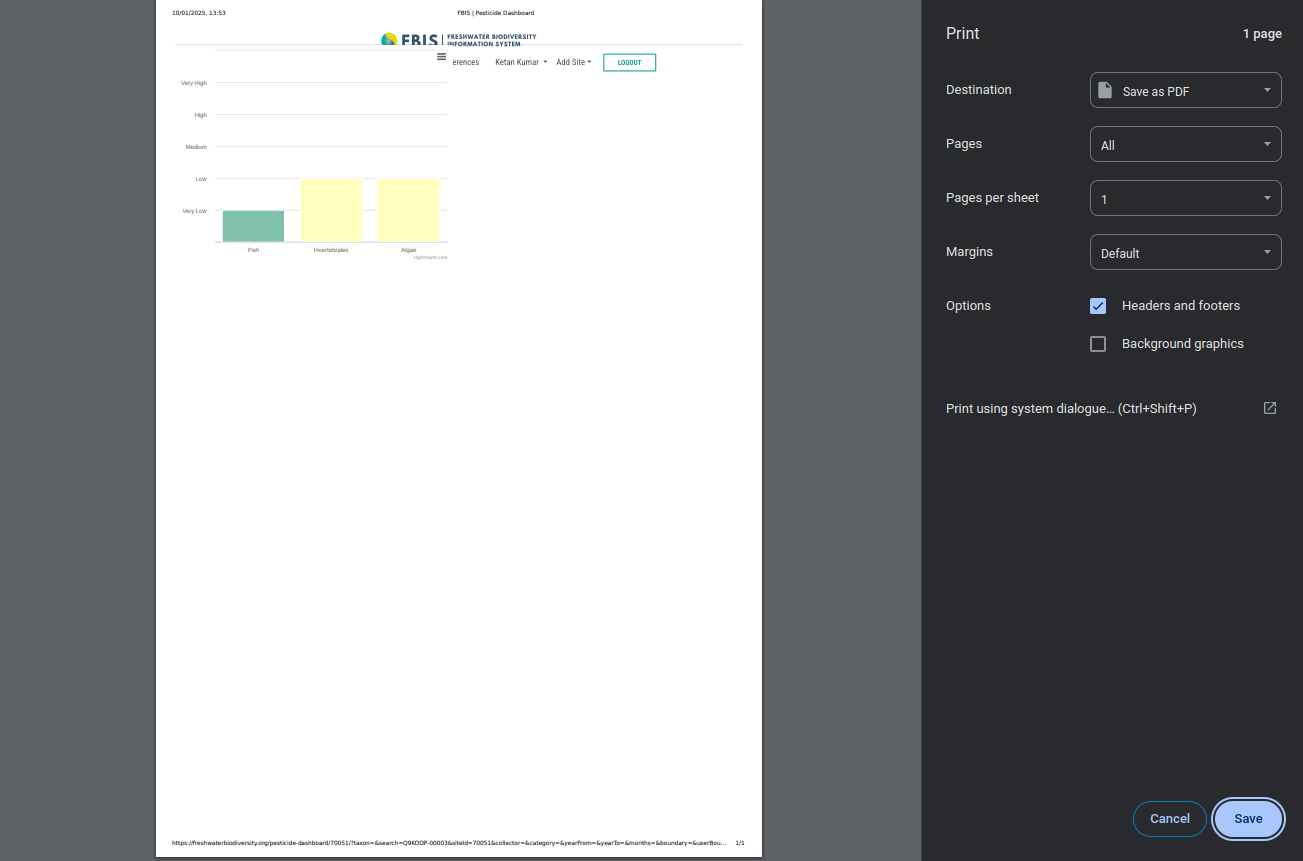 10/01/2025, 13:53
FBIS | Pesticide Dashboard
FBIS
FRESHWATER BIODIVERSITY
INFORMATION SYSTEM
erences
Ketan Kumar
Add Site
LOGOUT
Very High
High
Medium
Low
Very Low
Fish
Invertebrates
Algae
Highcharts.com
https://freshwaterbiodiversity.org/pesticide-dashboard/70051/?taxon=&search=Q9KOOP-00003&siteId=70051&collector=&category=&yearFrom=&yearTo=&months=&boundary=&userBou...
1/1
Print
1 page
Destination
Save as PDF
Pages
All
Pages per sheet
1
Margins
Default
Options
Headers and footers
Background graphics
Print using system dialogue... (Ctrl+Shift+P)
Cancel
Save